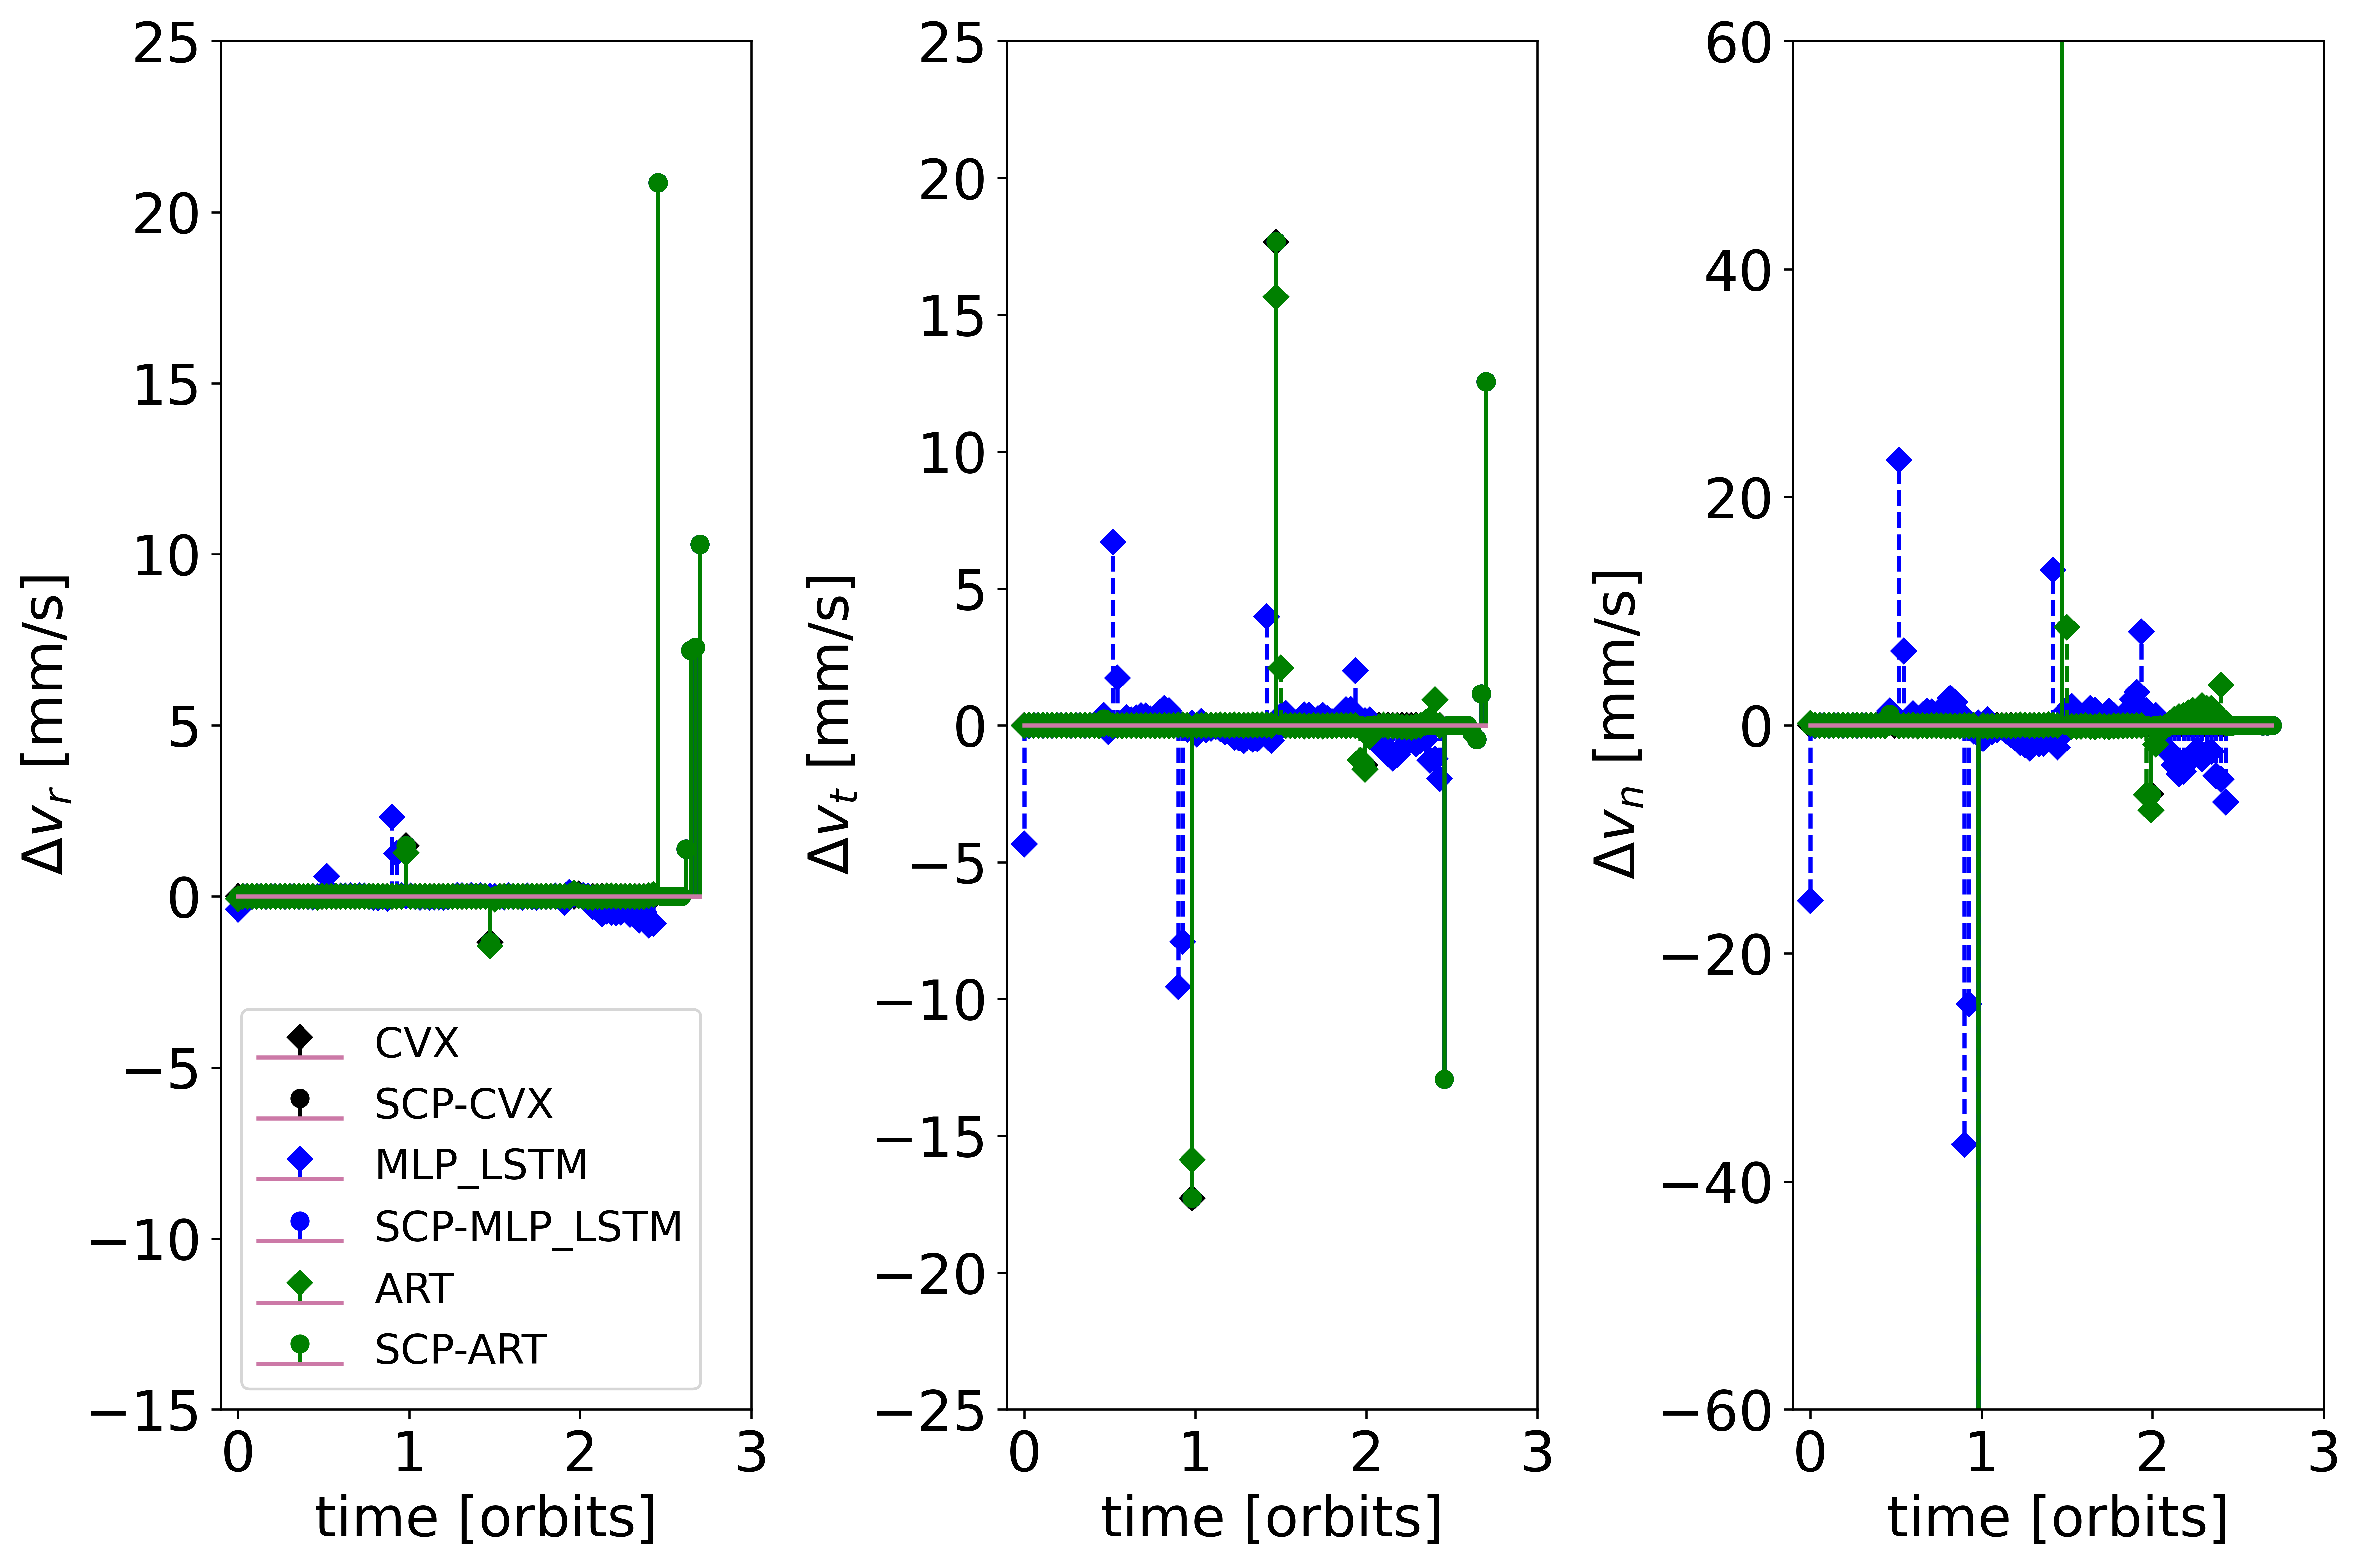 25
20
15
10
5
0
−5
−10
−15
Δv_r [mm/s]
CVX
SCP-CVX
MLP_LSTM
SCP-MLP_LSTM
ART
SCP-ART
0 1 2 3
time [orbits]
25
20
15
10
5
0
−5
−10
−15
−20
−25
Δv_t [mm/s]
0 1 2 3
time [orbits]
60
40
20
0
−20
−40
−60
Δv_n [mm/s]
0 1 2 3
time [orbits]